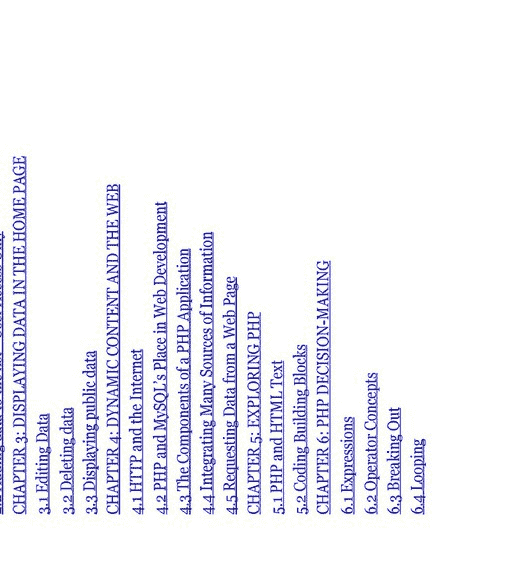 CHAPTER 3: DISPLAYING DATA IN THE HOME PAGE
3.1 Editing Data
3.2 Deleting data
3.3 Displaying public data
CHAPTER 4: DYNAMIC CONTENT AND THE WEB
4.1 HTTP and the Internet
4.2 PHP and MySQL's Place in Web Development
4.3 The Components of a PHP Application
4.4 Integrating Many Sources of Information
4.5 Requesting Data from a Web Page
CHAPTER 5: EXPLORING PHP
5.1 PHP and HTML Text
5.2 Coding Building Blocks
CHAPTER 6: PHP DECISION-MAKING
6.1 Expressions
6.2 Operator Concepts
6.3 Breaking Out
6.4 Looping